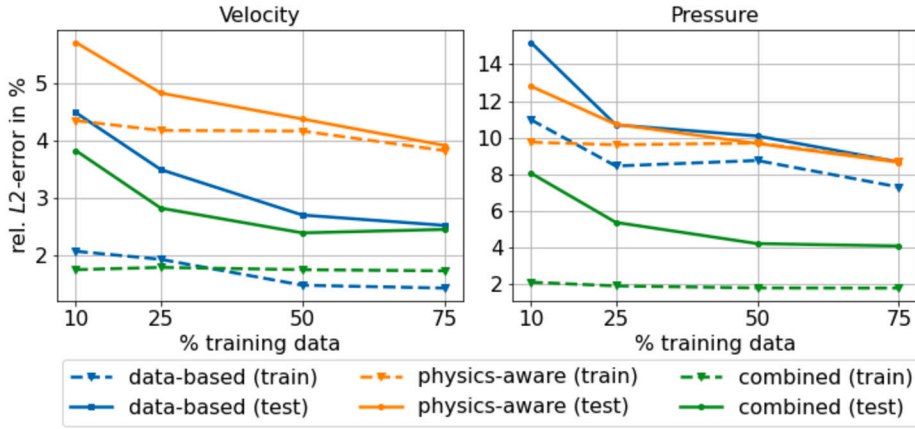 Velocity
Pressure
rel. L2-error in %
5
4
3
2
14
12
10
8
6
4
2
10 25 50 75
10 25 50 75
% training data
% training data
data-based (train) physics-aware (train) combined (train)
data-based (test) physics-aware (test) combined (test)